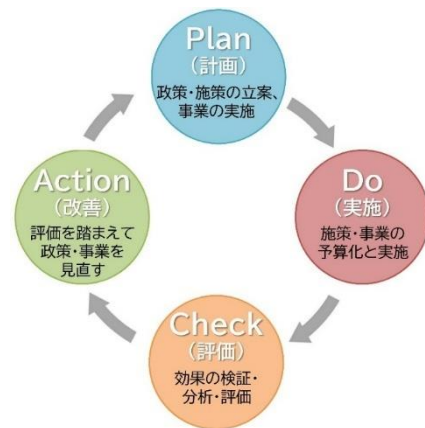 Plan
(計画)
政策・施策の立案、
事業の実施
Do
(実施)
施策・事業の
予算化と実施
Check
(評価)
効果の検証・
分析・評価
Action
(改善)
評価を踏まえて
政策・事業を
見直す